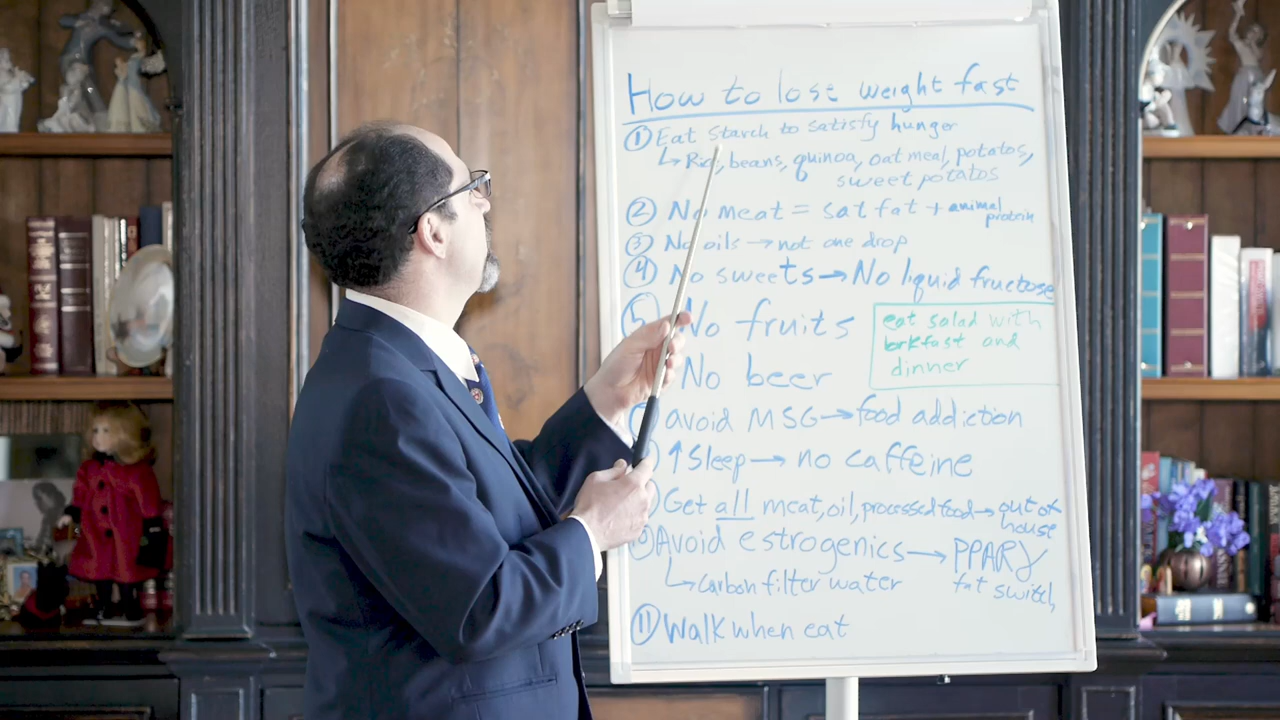 How to lose weight fast
① Eat starch to satisfy hunger
↳ Rice, beans, quinoa, oatmeal, potatos,
sweet potatos
② No meat = sat fat + animal
protein
③ No oils → not one drop
④ No sweets → No liquid fructose
⑤ No fruits
No beer
eat salad with
brkfast and
dinner
avoid MSG → food addiction
↑ Sleep → no caffeine
Get all meat, oil, processed food → out of
house
Avoid estrogenics → PPARγ
↳ Carbon filter water
fat switch
⑪ Walk when eat